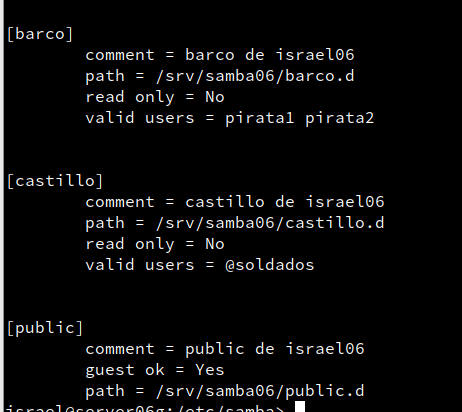 [barco]
comment = barco de israel06
path = /srv/samba06/barco.d
read only = No
valid users = pirata1 pirata2
[castillo]
comment = castillo de israel06
path = /srv/samba06/castillo.d
read only = No
valid users = @soldados
[public]
comment = public de israel06
guest ok = Yes
path = /srv/samba06/public.d
israel@server06g:/etc/samba>